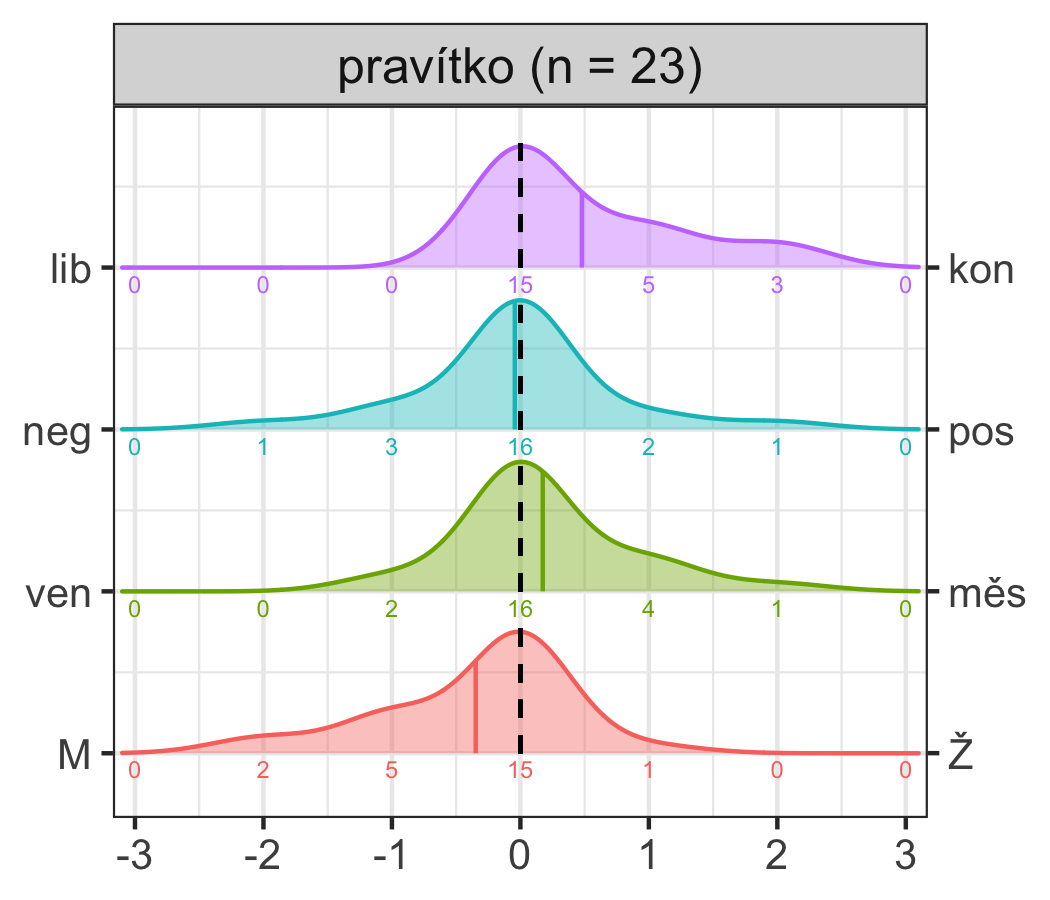 pravítko (n = 23)
lib kon
0 0 0 15 5 3 0
neg pos
0 1 3 16 2 1 0
ven měs
0 0 2 16 4 1 0
M Ž
0 2 5 15 1 0 0
-3 -2 -1 0 1 2 3